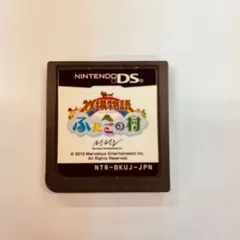 NINTENDO DS
牧場物語
ふたごの村
© 2010 Marvelous Entertainment Inc.
All Rights Reserved.
NTR-BKUJ-JPN